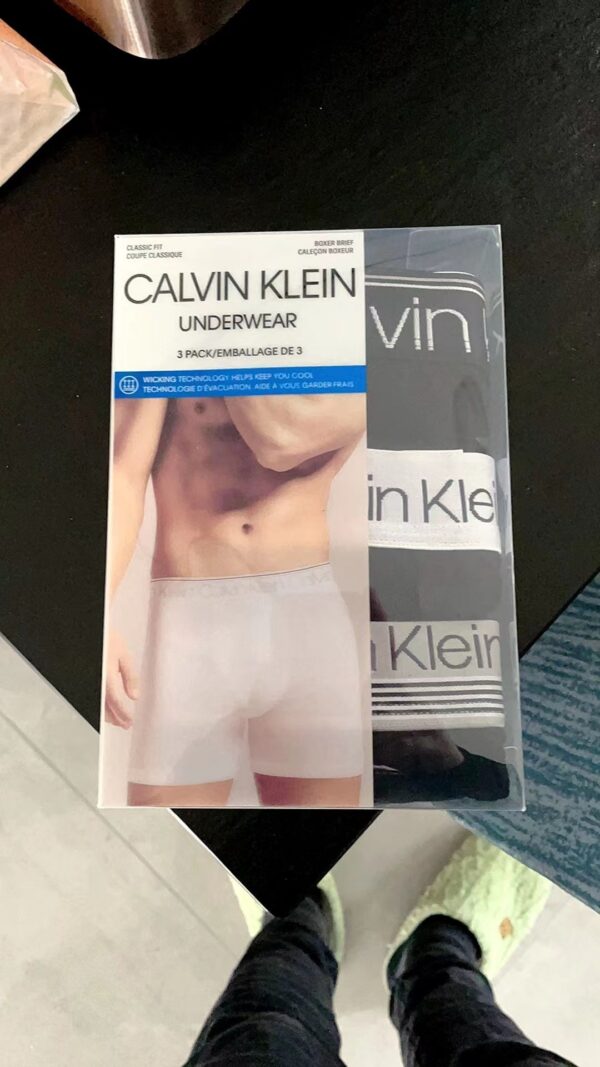 CLASSIC FIT
COUPE CLASSIQUE
BOXER BRIEF
CALEÇON BOXEUR
CALVIN KLEIN
UNDERWEAR
3 PACK/EMBALLAGE DE 3
WICKING TECHNOLOGY HELPS KEEP YOU COOL
TECHNOLOGIE D'ÉVACUATION. AIDE À VOUS GARDER FRAIS
vin
in Kle
Klein